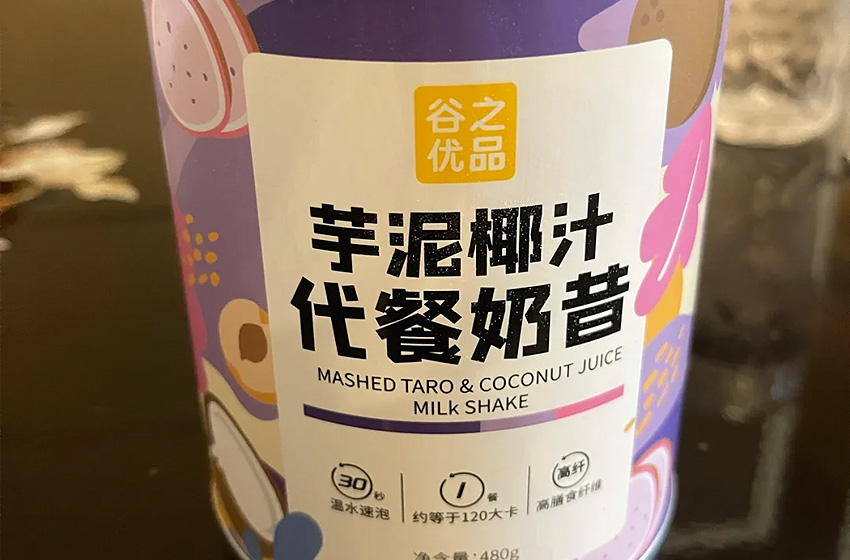 谷之
优品
芋泥椰汁
代餐奶昔
MASHED TARO & COCONUT JUICE
MILk SHAKE
30秒
温水速泡
1餐
约等于120大卡
高纤
高膳食纤维
净含量:480g